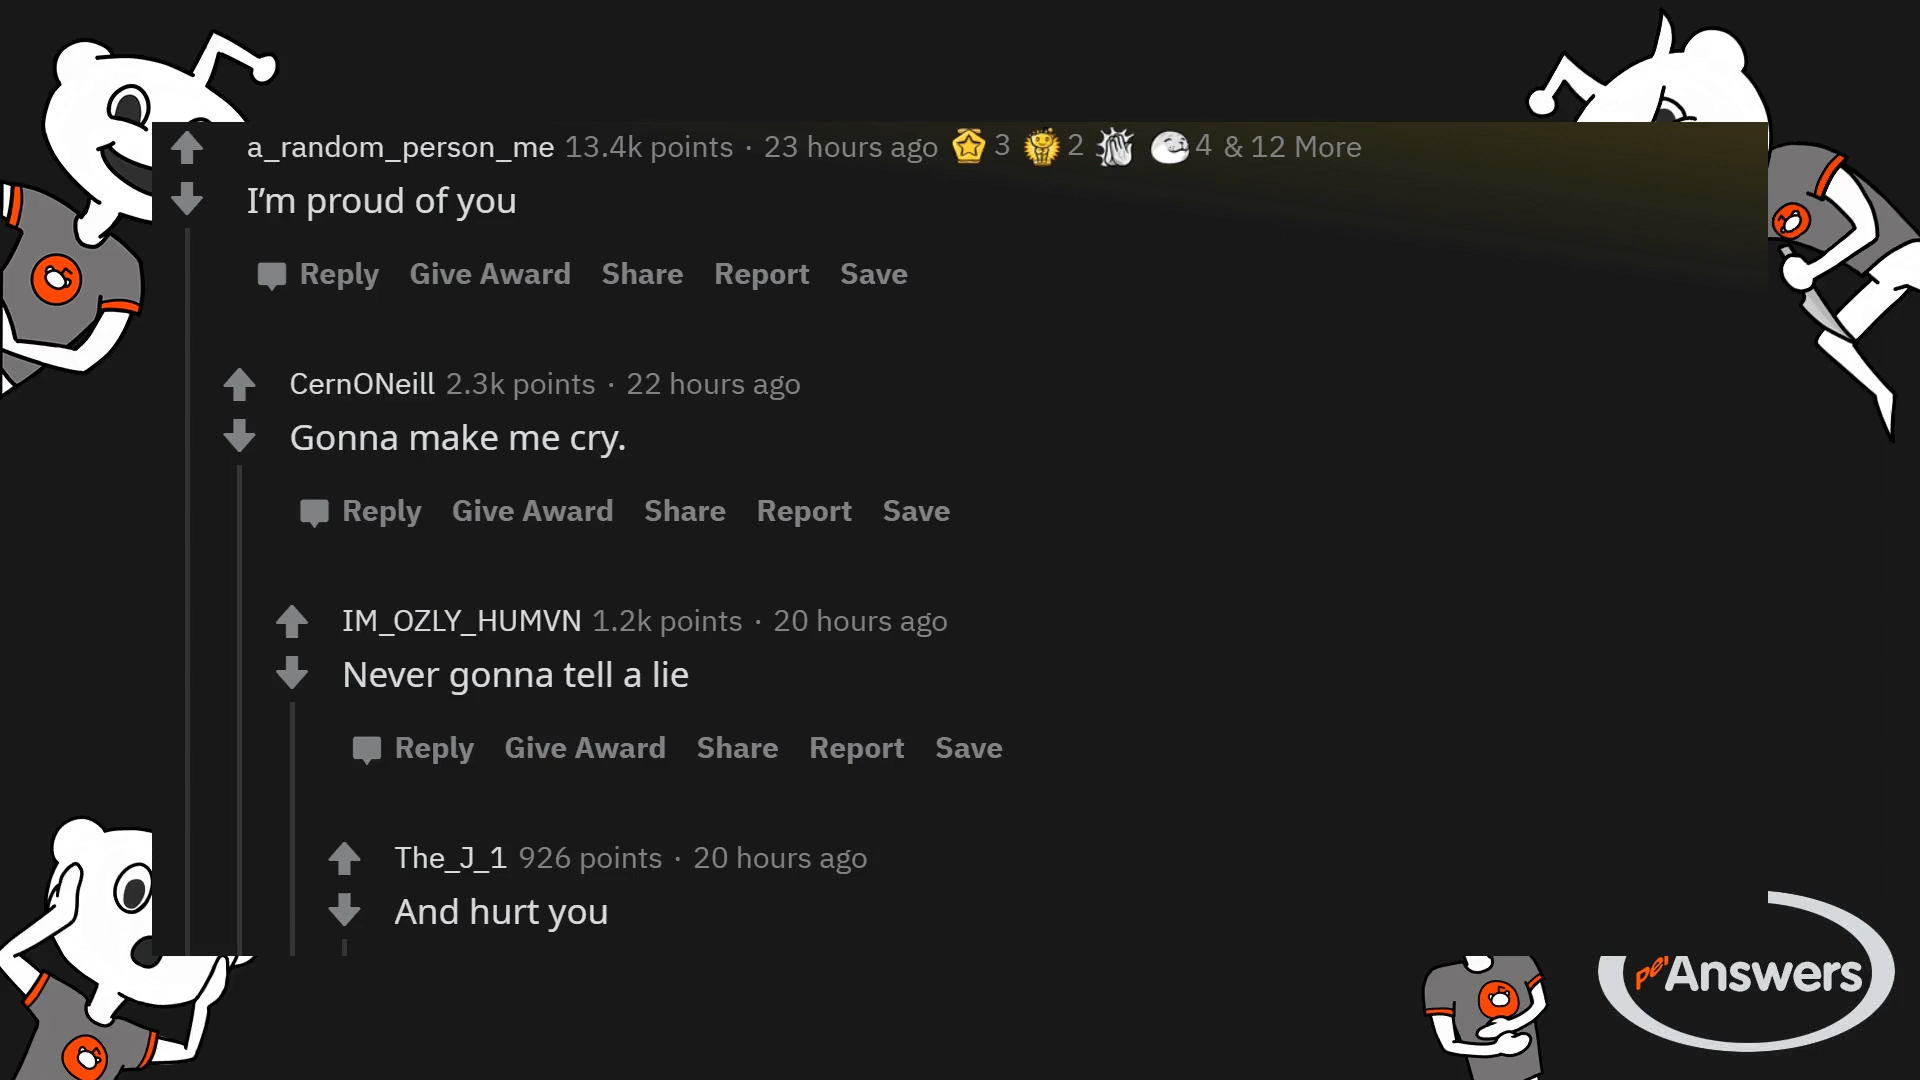 a_random_person_me 13.4k points · 23 hours ago 3 2 4 & 12 More
I'm proud of you
Reply Give Award Share Report Save
CernONeill 2.3k points · 22 hours ago
Gonna make me cry.
Reply Give Award Share Report Save
IM_OZLY_HUMVN 1.2k points · 20 hours ago
Never gonna tell a lie
Reply Give Award Share Report Save
The_J_1 926 points · 20 hours ago
And hurt you
Answers